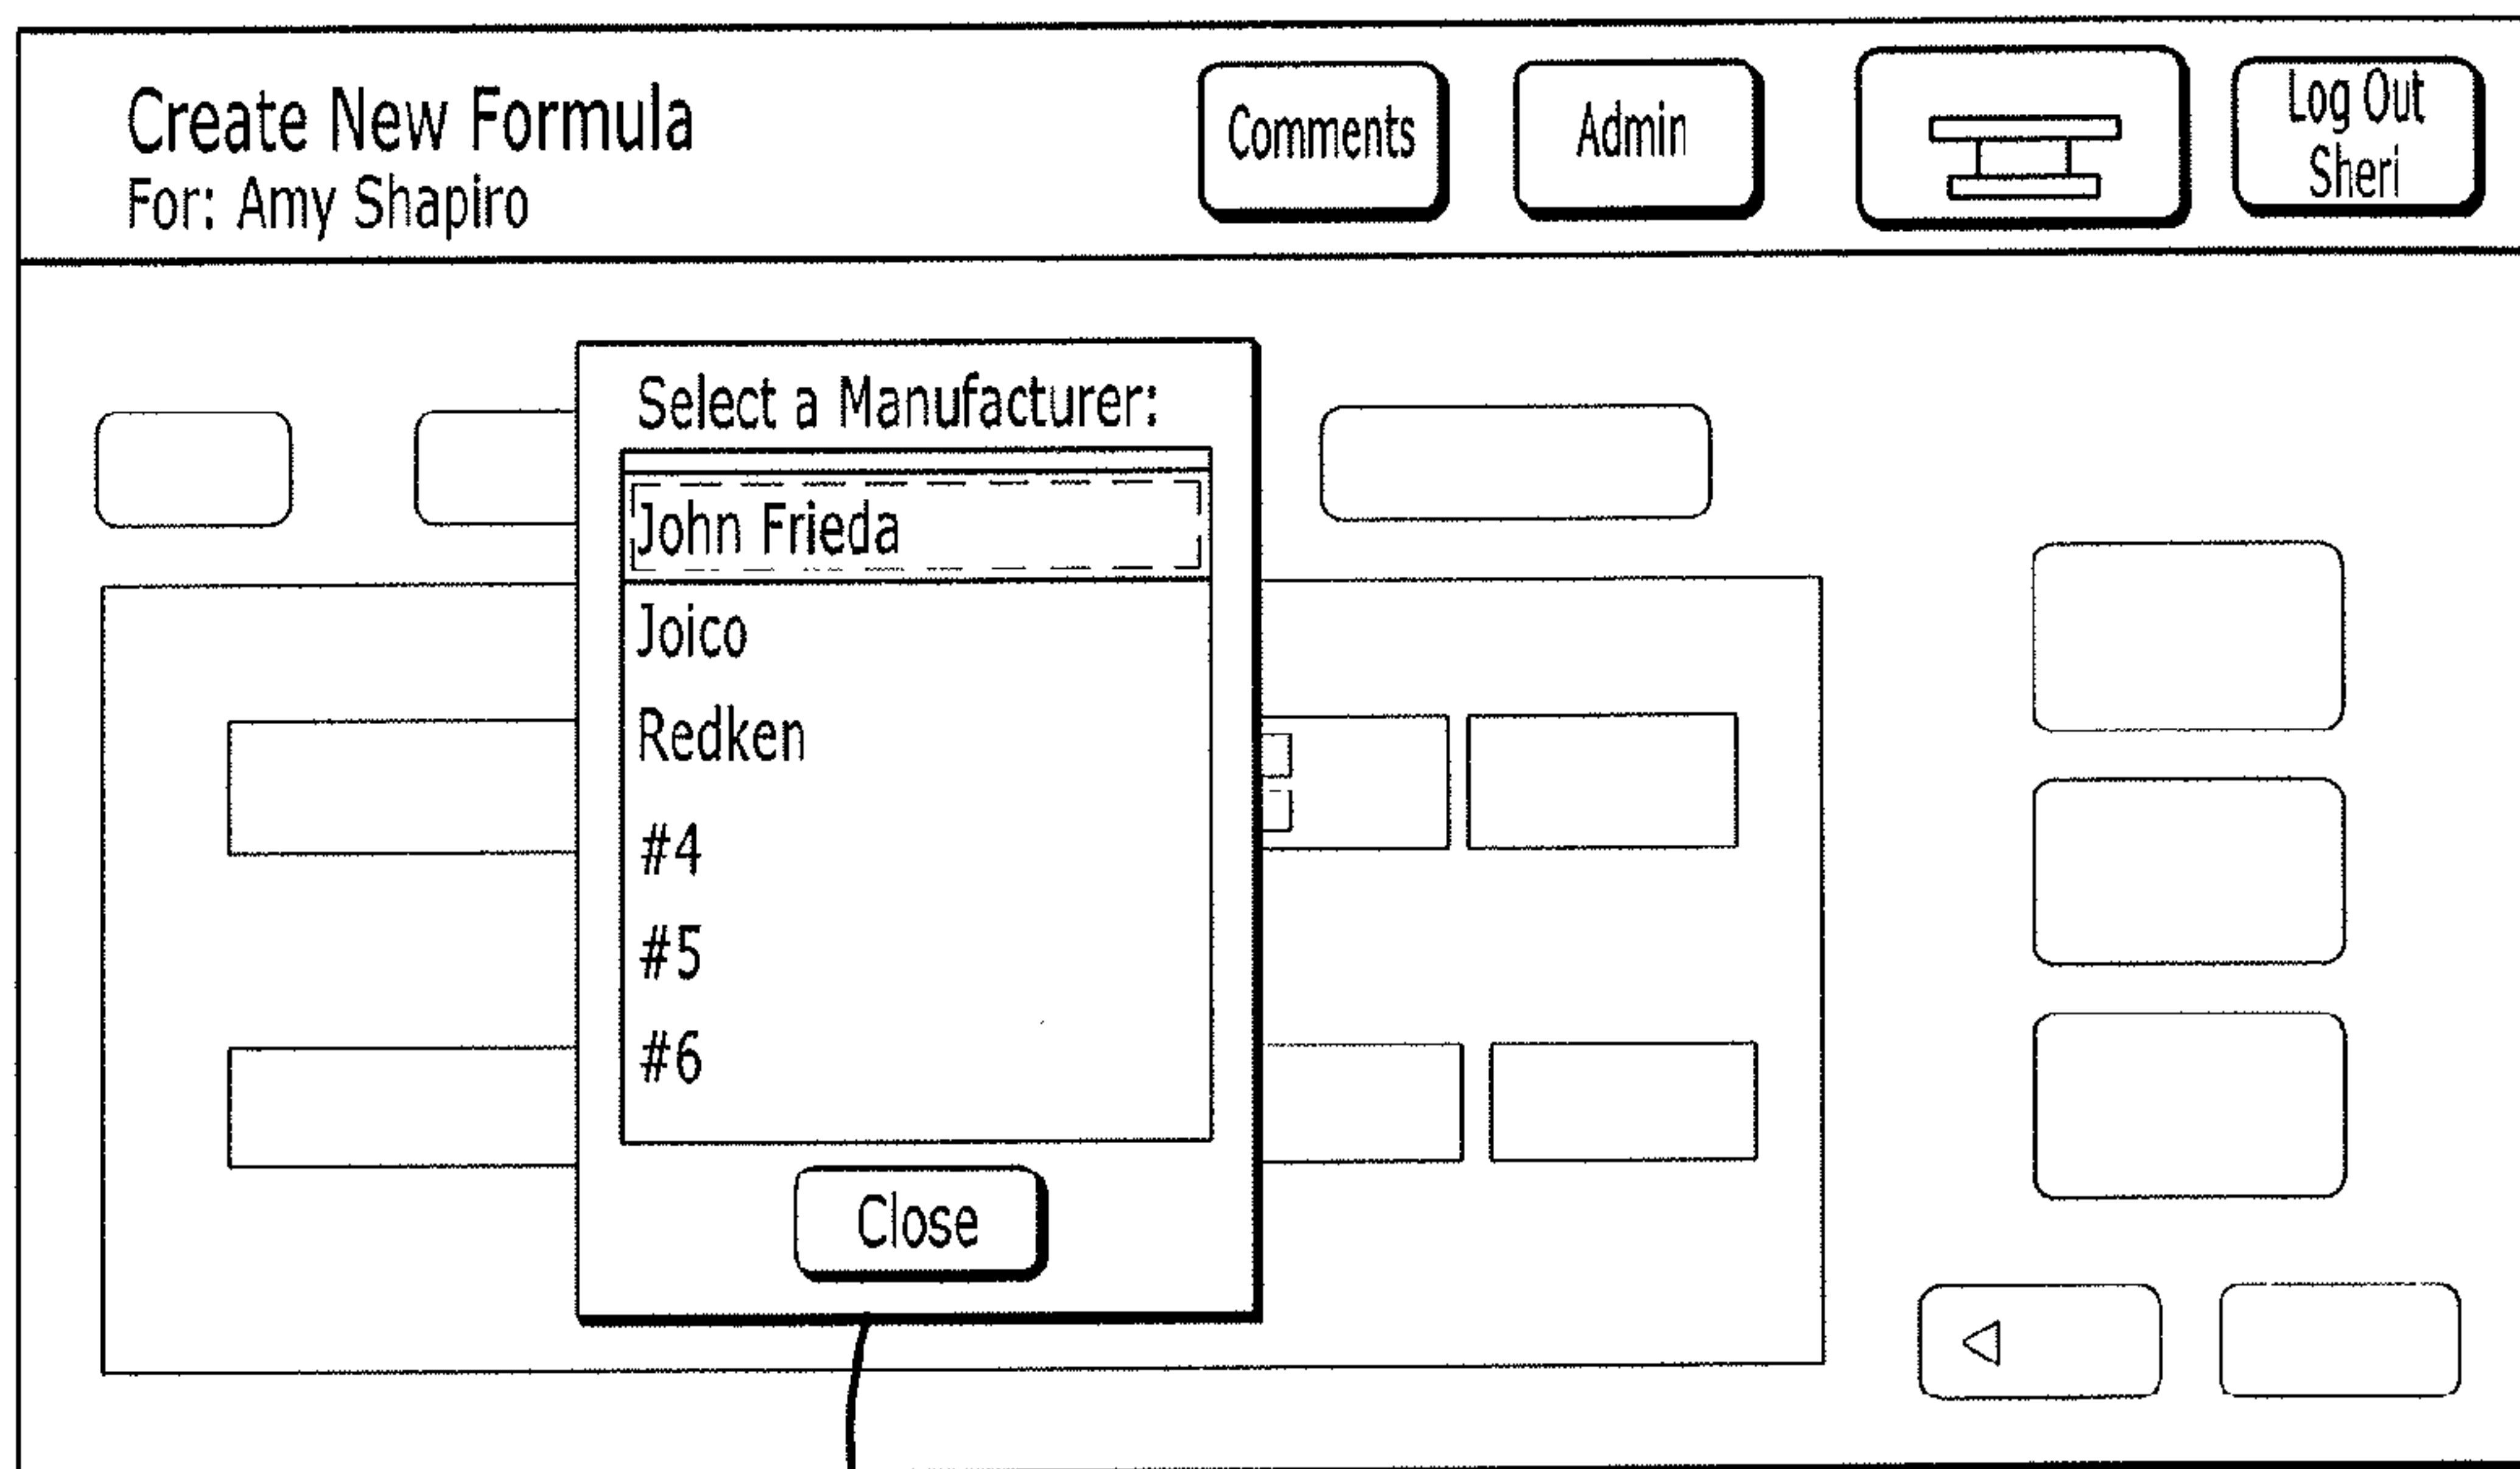 Create New Formula
For: Amy Shapiro
Comments
Admin
Log Out
Sheri
Select a Manufacturer:
John Frieda
Joico
Redken
#4
#5
#6
Close